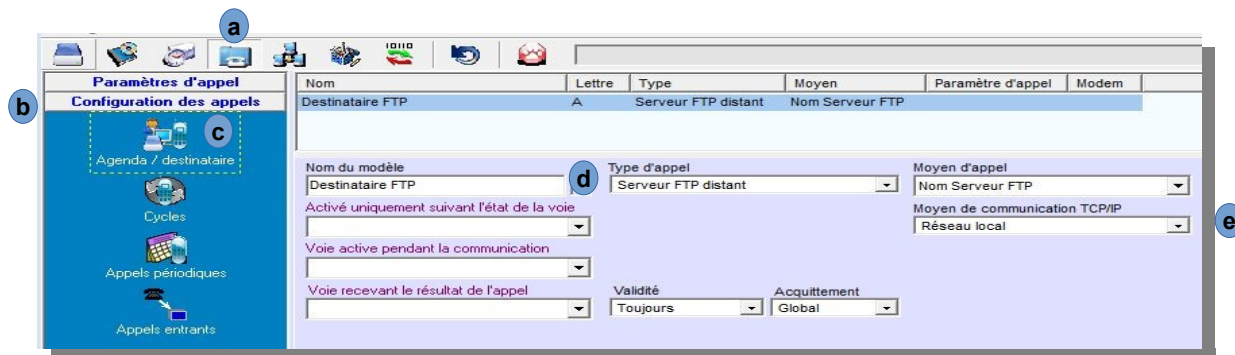 a
10110
Paramètres d'appel
Nom Lettre Type Moyen Paramètre d'appel Modem
b
Configuration des appels
Destinataire FTP A Serveur FTP distant Nom Serveur FTP
c
Agenda / destinataire
Nom du modèle Type d'appel Moyen d'appel
Destinataire FTP d Serveur FTP distant Nom Serveur FTP
Activé uniquement suivant l'état de la voie Moyen de communication TCP/IP
Réseau local
e
Cycles
Voie active pendant la communication
Appels périodiques
Voie recevant le résultat de l'appel Validité Acquittement
Toujours Global
Appels entrants